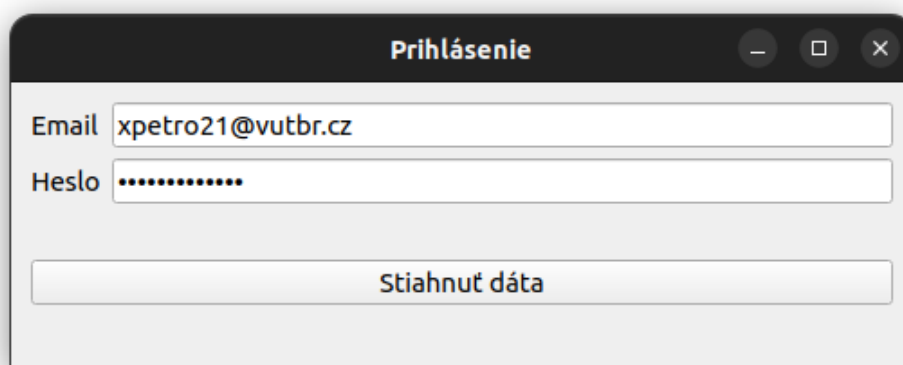 Prihlásenie
Email xpetro21@vutbr.cz
Heslo •••••••••••••
Stiahnuť dáta